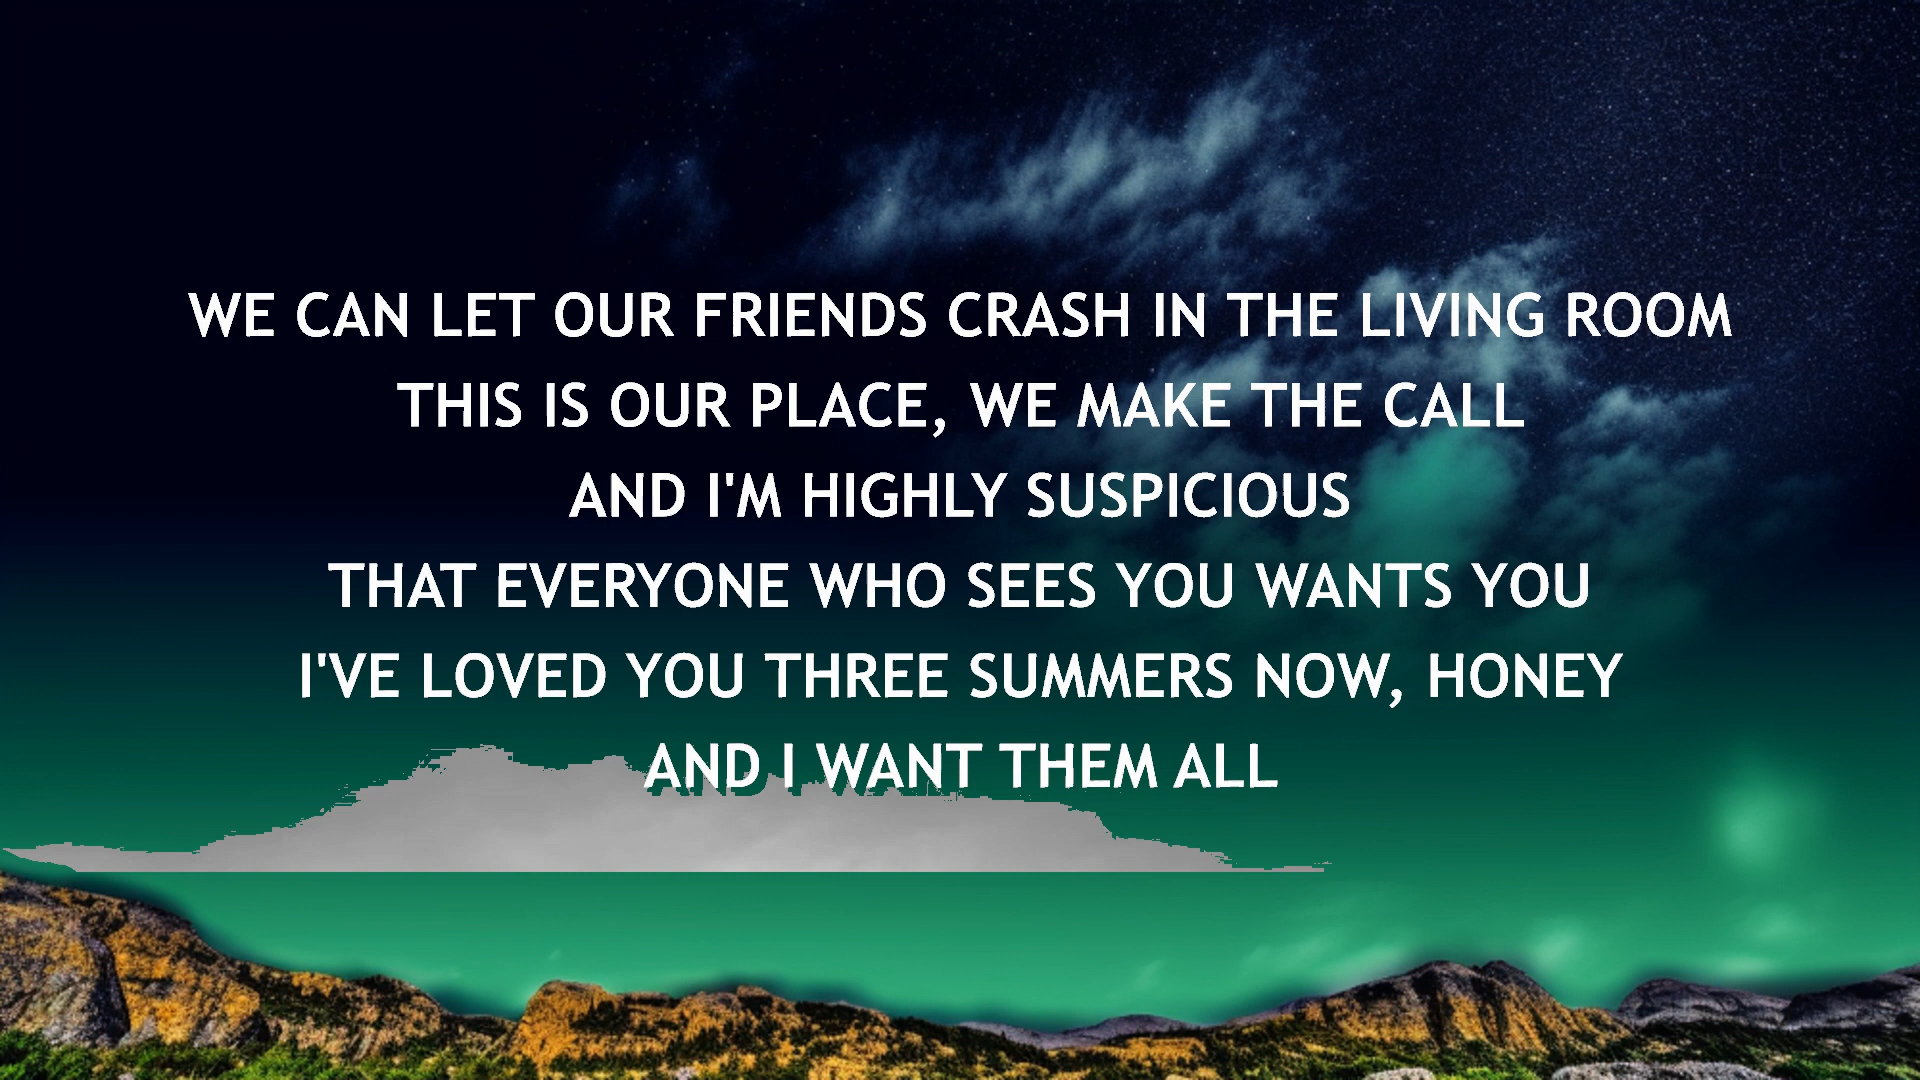 WE CAN LET OUR FRIENDS CRASH IN THE LIVING ROOM
THIS IS OUR PLACE, WE MAKE THE CALL
AND I'M HIGHLY SUSPICIOUS
THAT EVERYONE WHO SEES YOU WANTS YOU
I'VE LOVED YOU THREE SUMMERS NOW, HONEY
AND I WANT THEM ALL